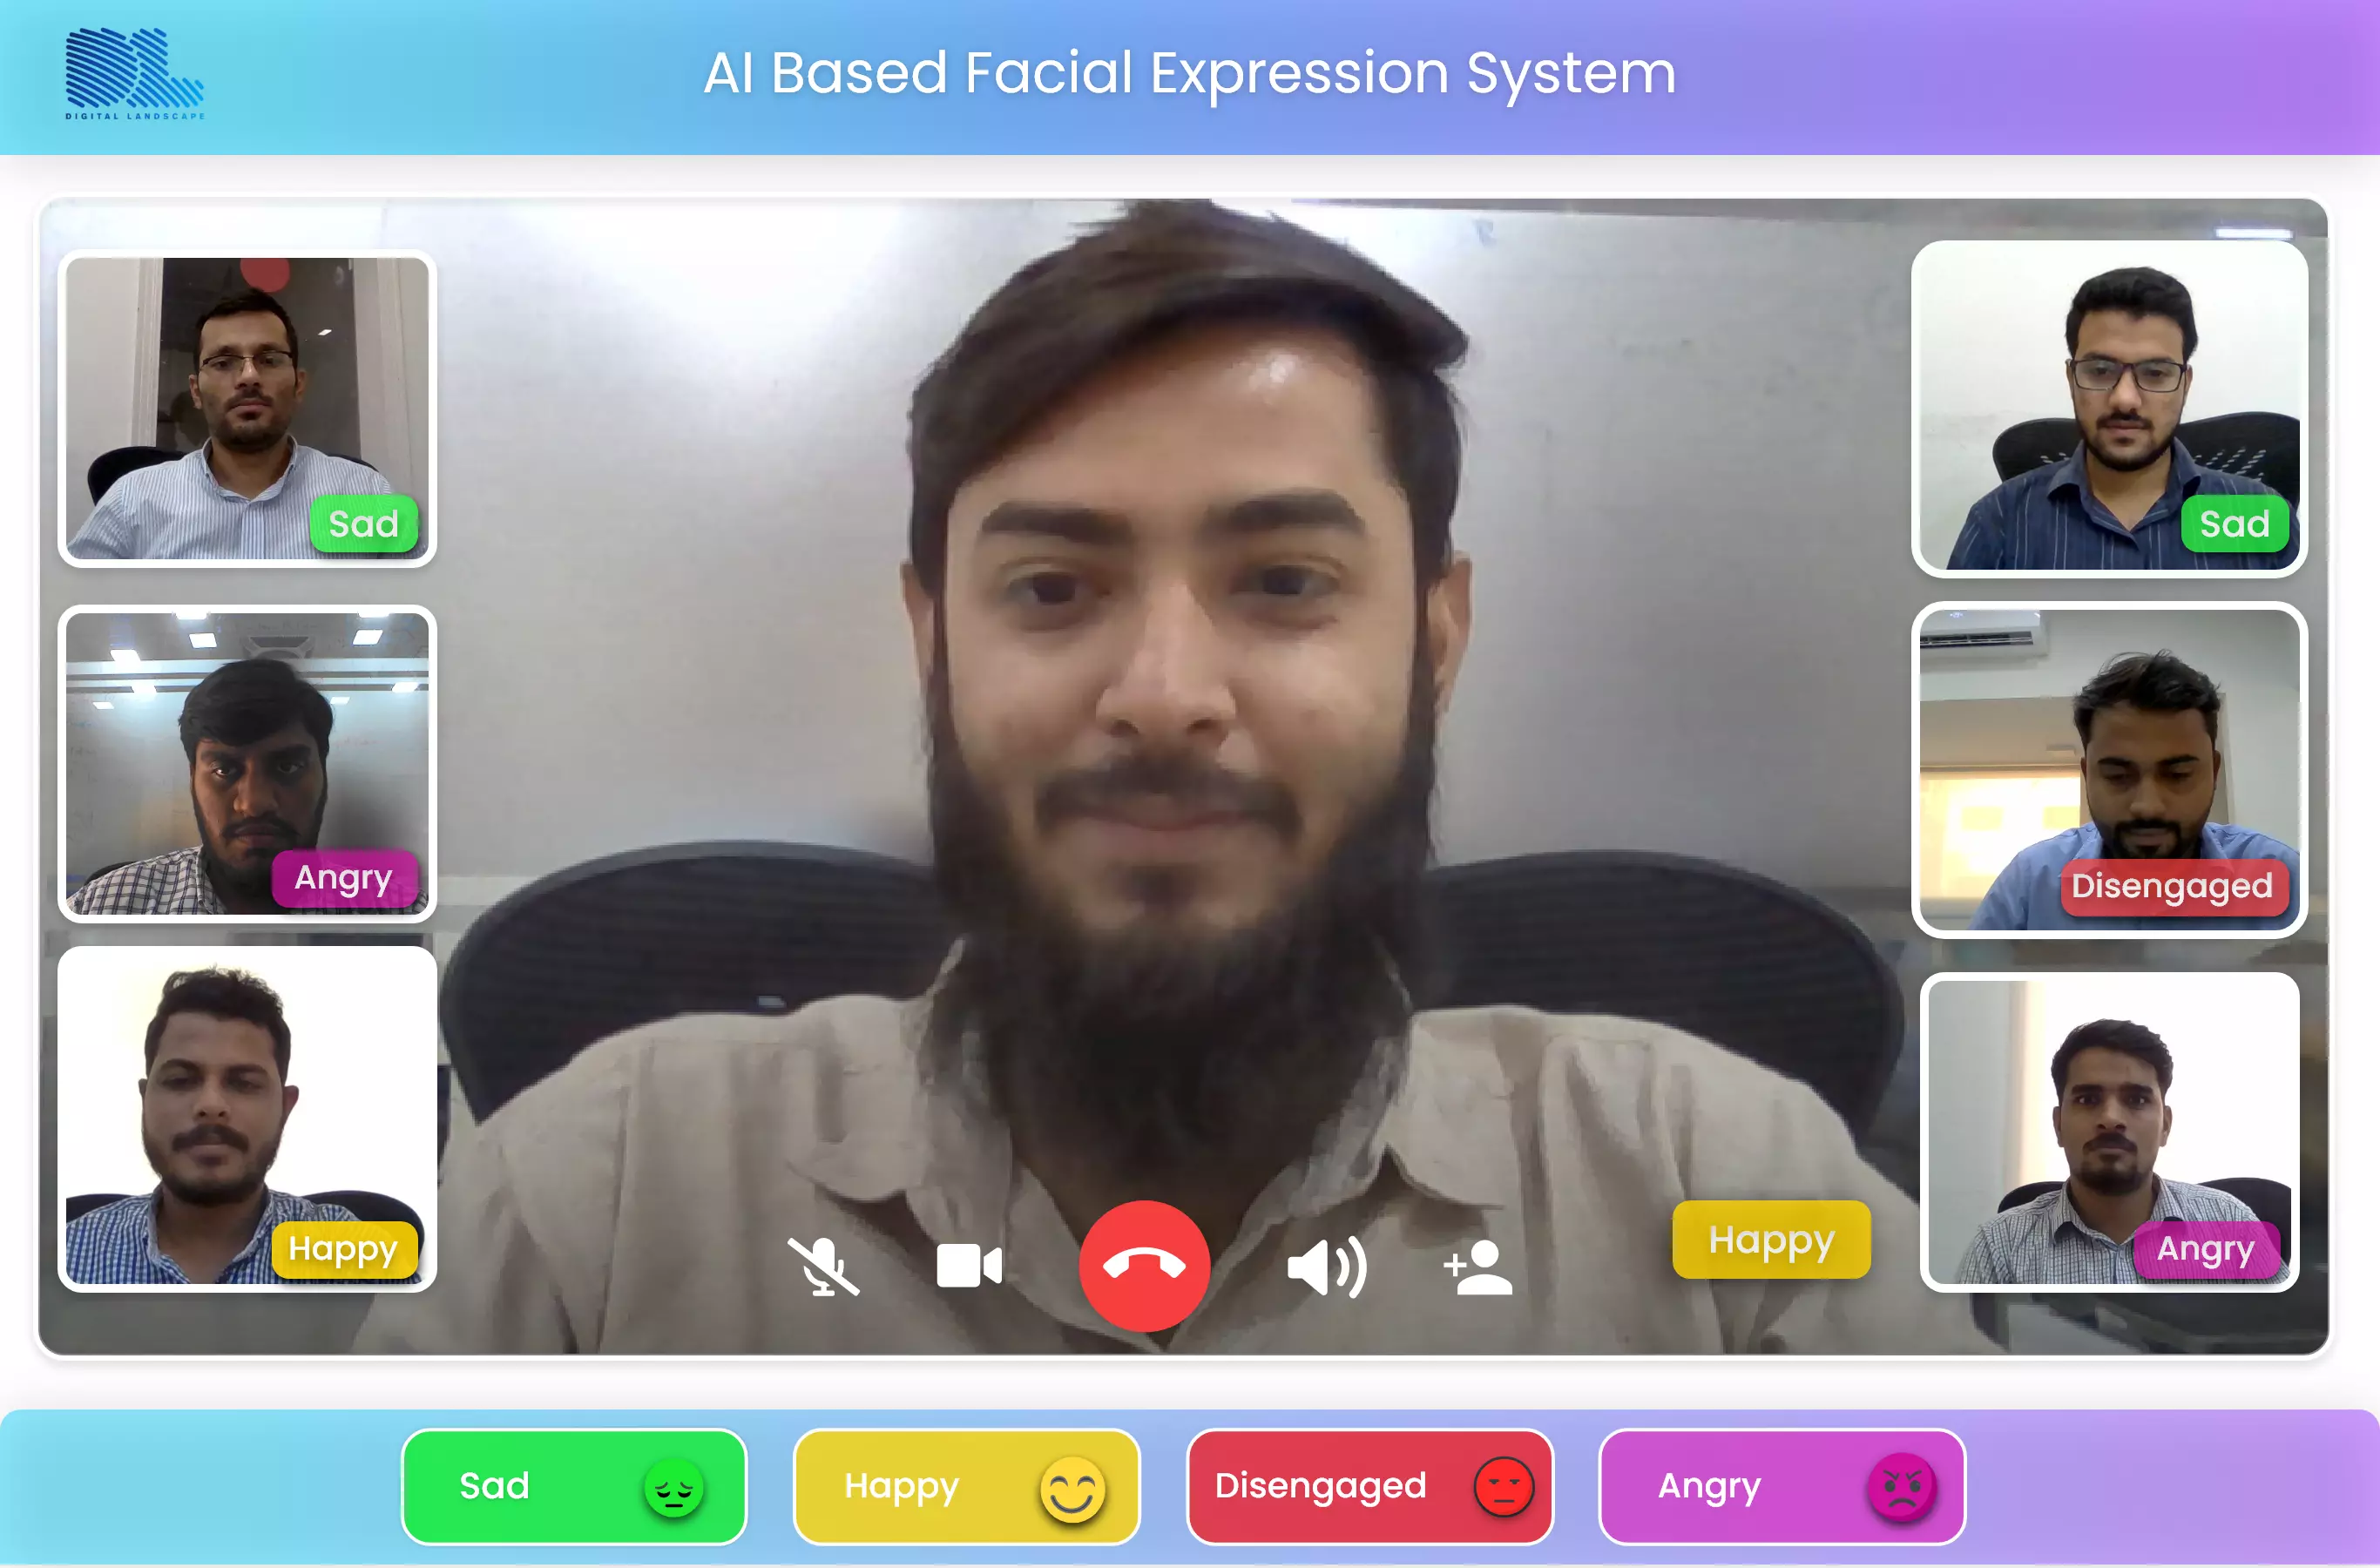 DIGITAL LANDSCAPE
AI Based Facial Expression System
Sad
Sad
Angry
Disengaged
Happy
Happy
Angry
Sad
Happy
Disengaged
Angry